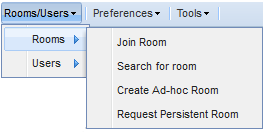 Rooms/Users Preferences Tools
Rooms
Users
Join Room
Search for room
Create Ad-hoc Room
Request Persistent Room